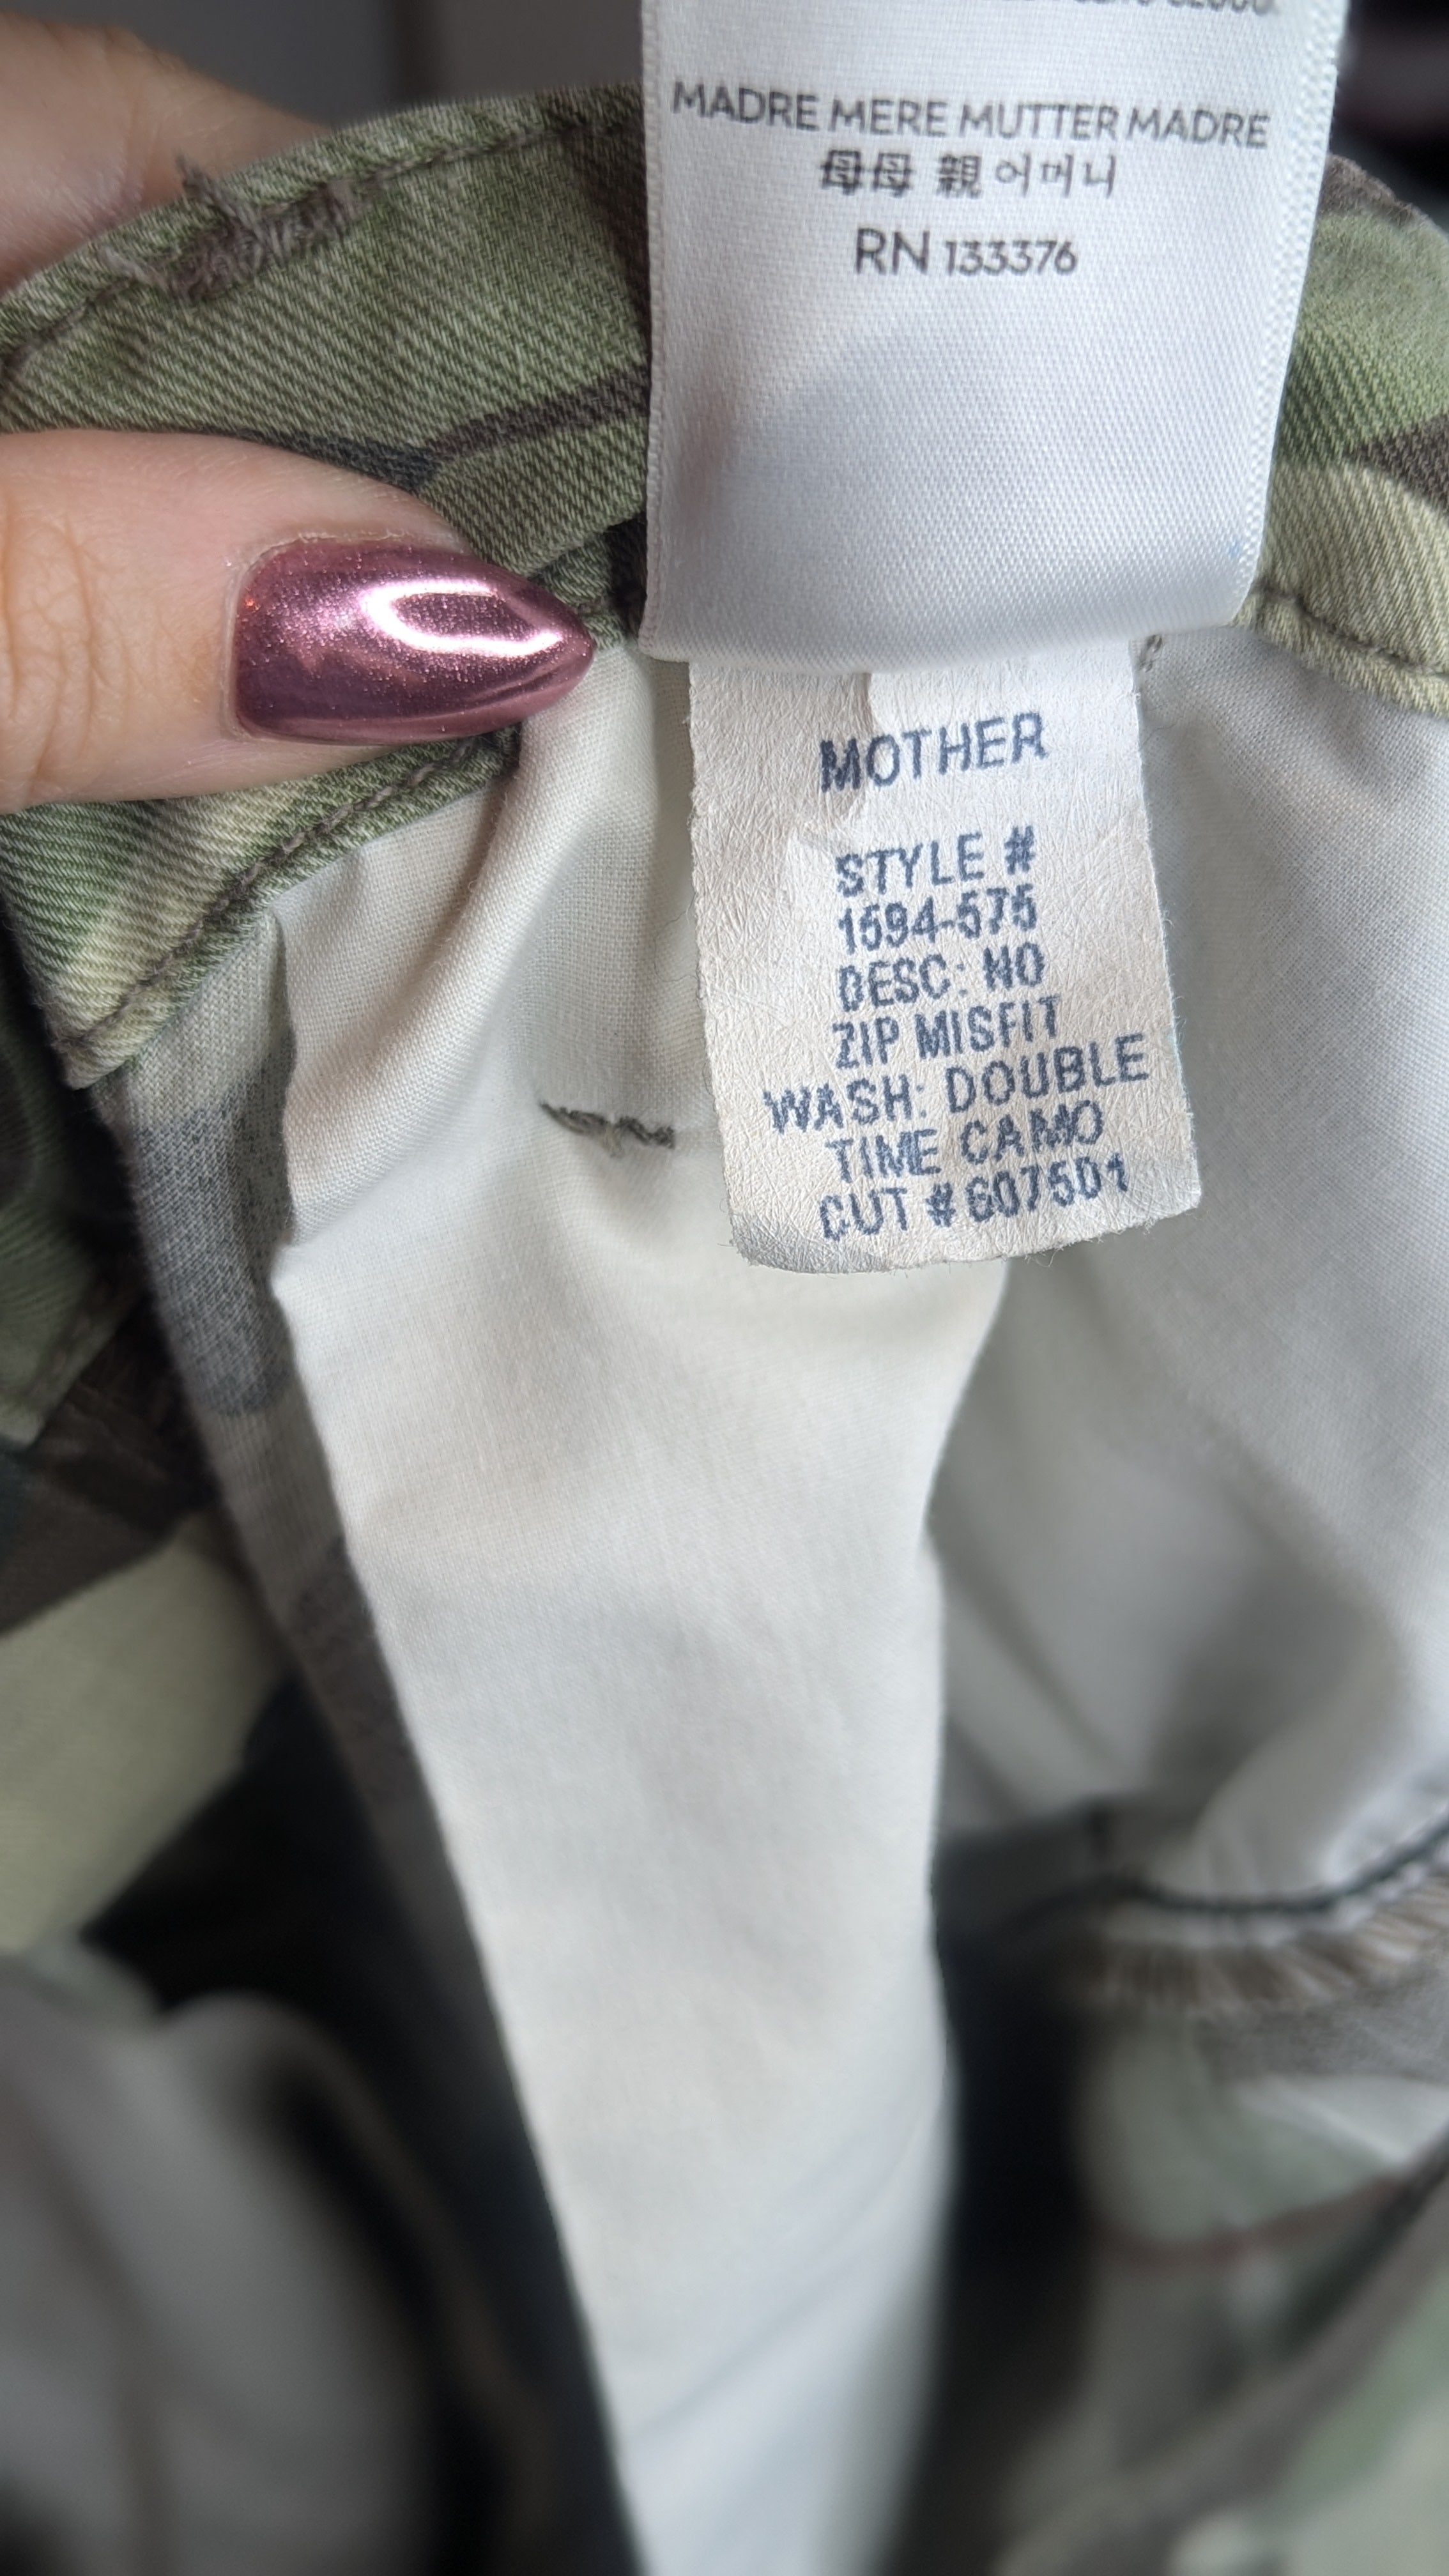 MADRE MERE MUTTER MADRE
母母 親 어머니
RN 133376
MOTHER
STYLE #
1594-575
DESC: NO
ZIP MISFIT
WASH: DOUBLE
TIME CAMO
CUT # 607501